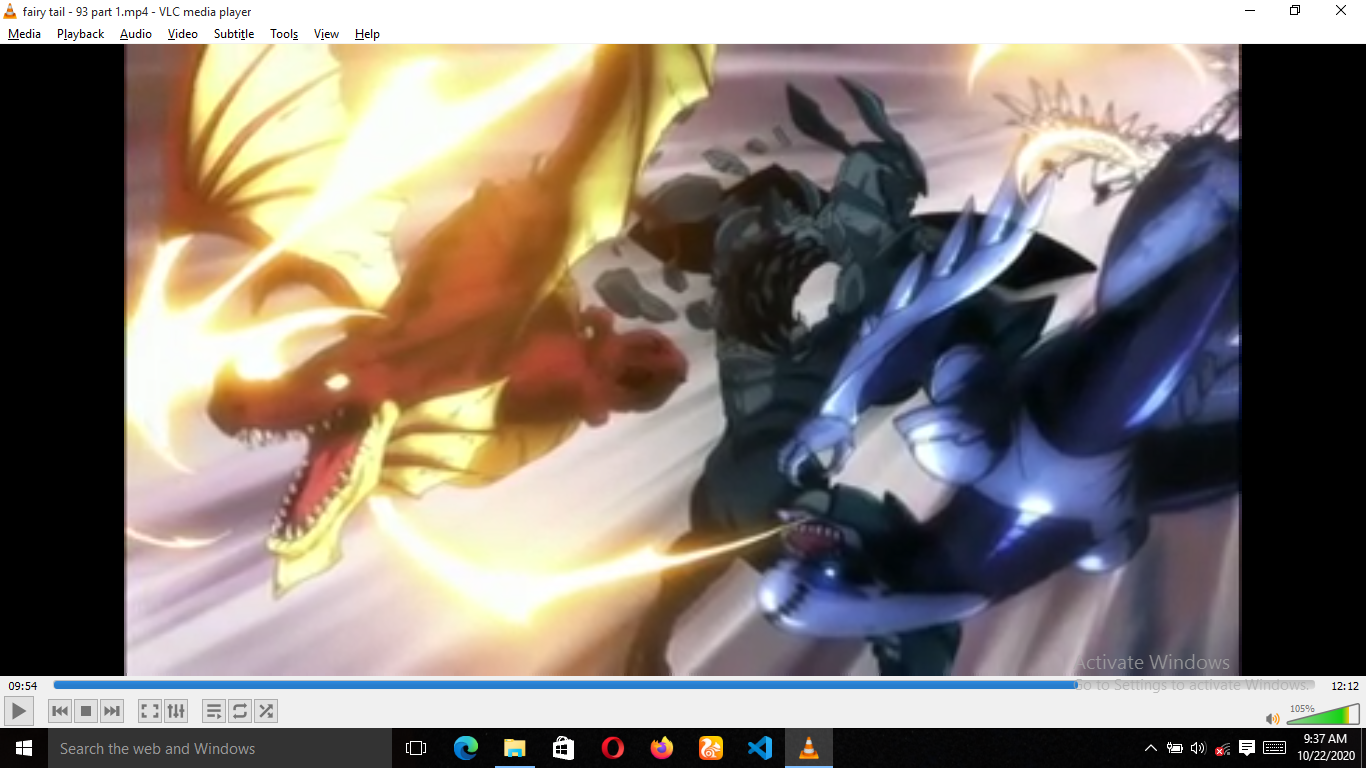 fairy tail - 93 part 1.mp4 - VLC media player
Media Playback Audio Video Subtitle Tools View Help
Activate Windows
Go to Settings to activate Windows.
09:54
12:12
105%
Search the web and Windows
9:37 AM
10/22/2020